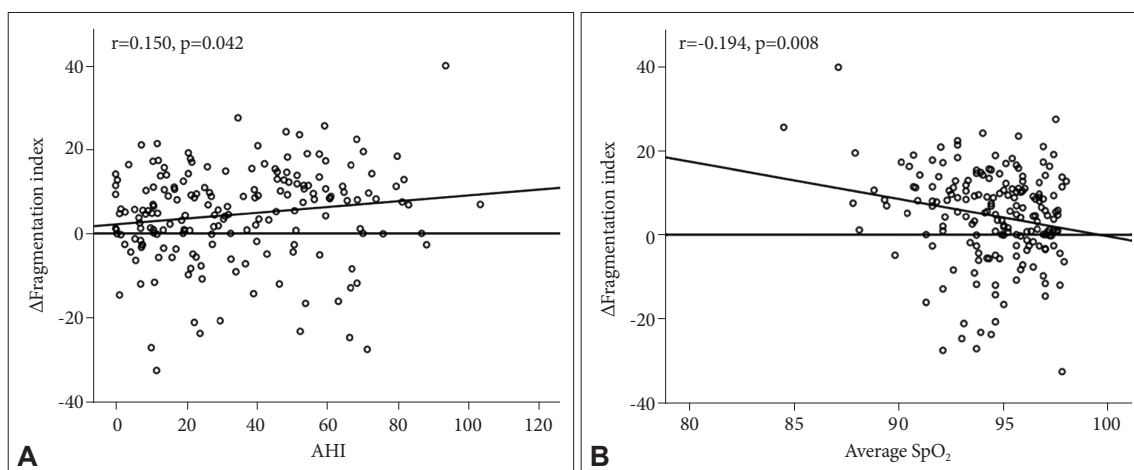 r=0.150, p=0.042
40
20
0
-20
-40
ΔFragmentation index
0 20 40 60 80 100 120
AHI
A
r=-0.194, p=0.008
40
20
0
-20
-40
ΔFragmentation index
80 85 90 95 100
Average SpO₂
B